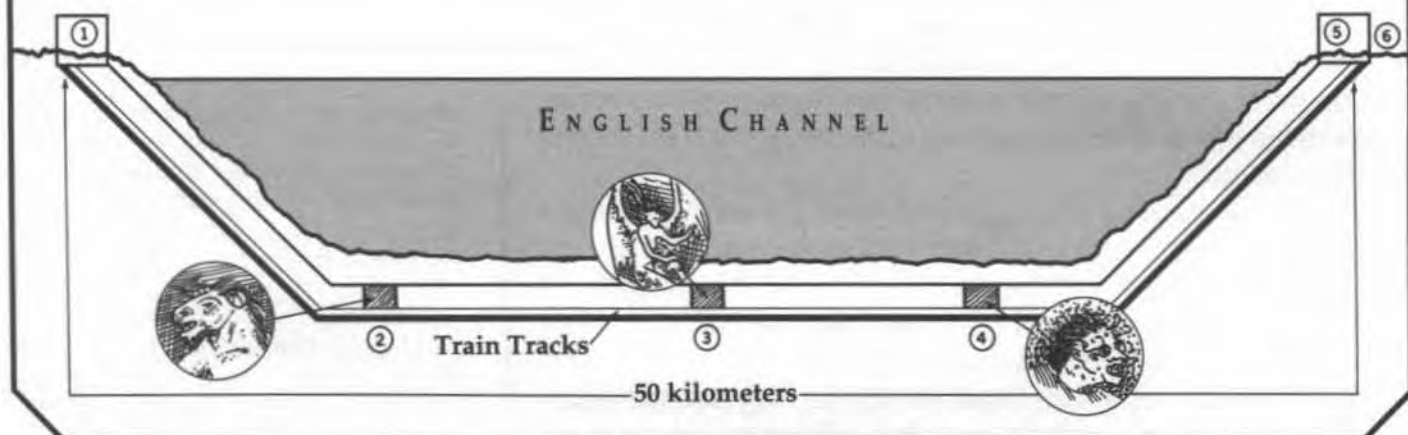 ① ⑤ ⑥
ENGLISH CHANNEL
② Train Tracks ③ ④
50 kilometers